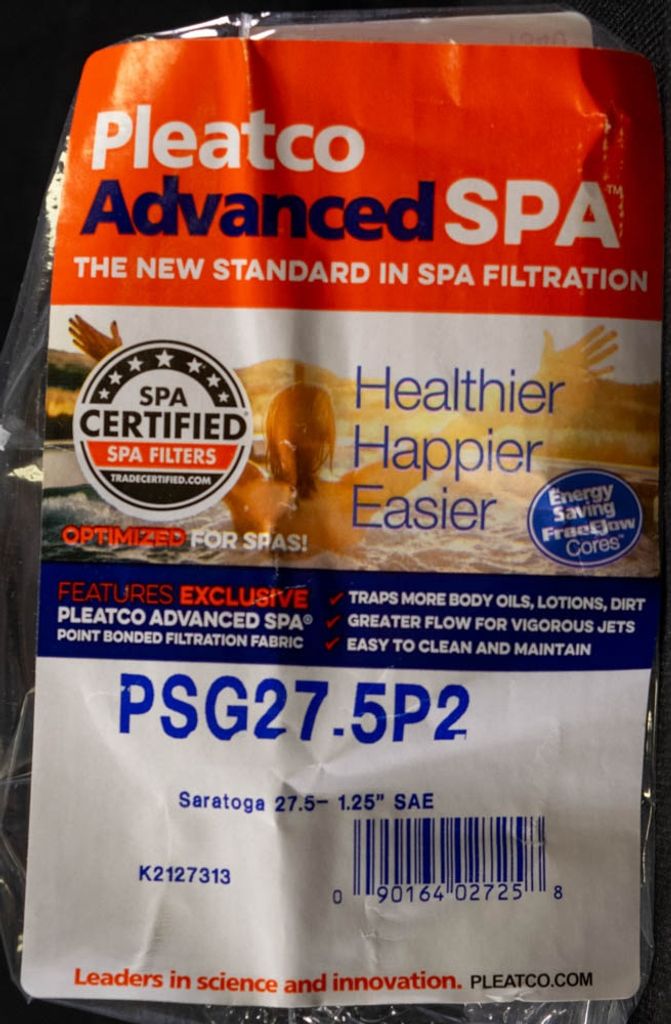 Pleatco
Advanced SPA™
THE NEW STANDARD IN SPA FILTRATION
SPA
CERTIFIED®
SPA FILTERS
TRADECERTIFIED.COM
OPTIMIZED FOR SPAS!
Healthier
Happier
Easier
Energy
Saving
FreeFlow
Cores™
FEATURES EXCLUSIVE
PLEATCO ADVANCED SPA®
POINT BONDED FILTRATION FABRIC
✓ TRAPS MORE BODY OILS, LOTIONS, DIRT
✓ GREATER FLOW FOR VIGOROUS JETS
✓ EASY TO CLEAN AND MAINTAIN
PSG27.5P2
Saratoga 27.5- 1.25" SAE
K2127313
0 90164 02725 8
Leaders in science and innovation. PLEATCO.COM